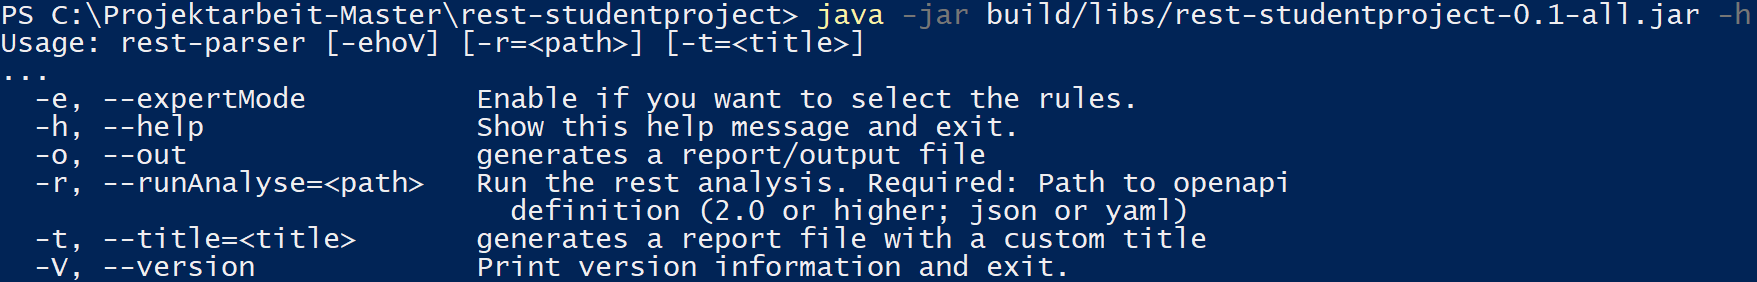 PS C:\Projektarbeit-Master\rest-studentproject> java -jar build/libs/rest-studentproject-0.1-all.jar -h
Usage: rest-parser [-ehoV] [-r=<path>] [-t=<title>]
...
  -e, --expertMode          Enable if you want to select the rules.
  -h, --help                Show this help message and exit.
  -o, --out                 generates a report/output file
  -r, --runAnalyse=<path>   Run the rest analysis. Required: Path to openapi
                              definition (2.0 or higher; json or yaml)
  -t, --title=<title>       generates a report file with a custom title
  -V, --version             Print version information and exit.